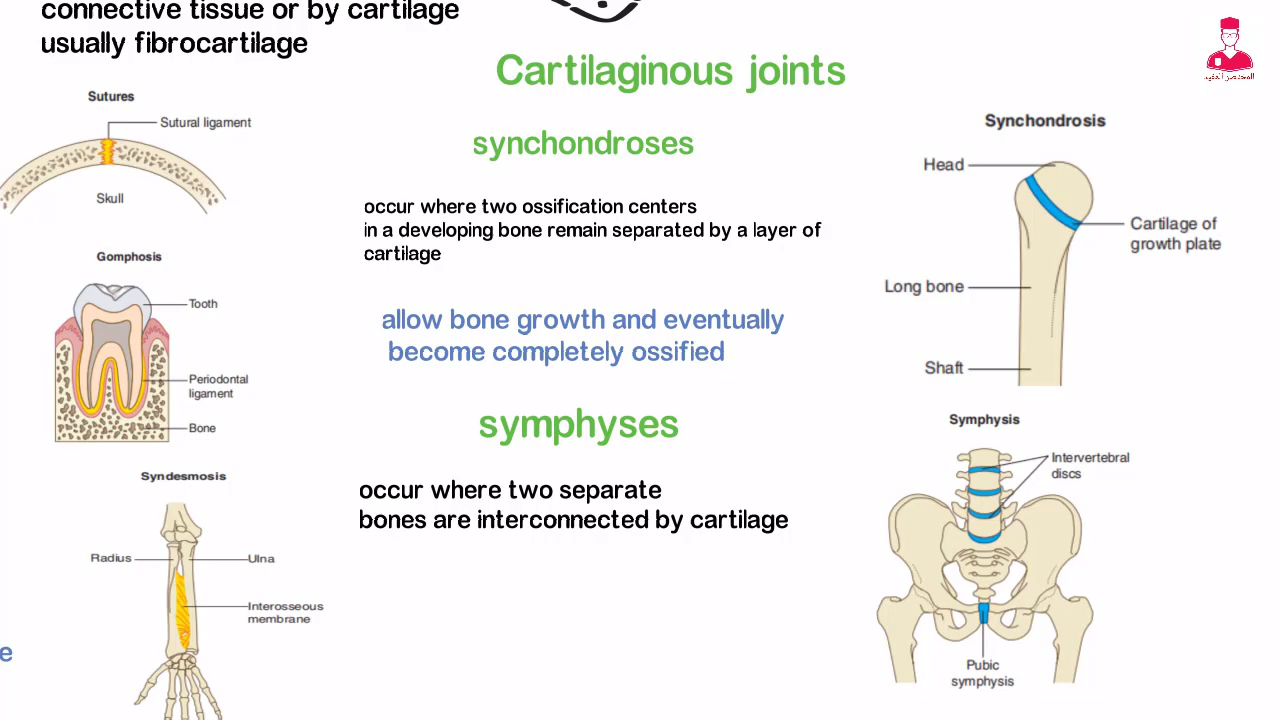 connective tissue or by cartilage
usually fibrocartilage
Sutures
Sutural ligament
Skull
Gomphosis
Tooth
Periodontal
ligament
Bone
Syndesmosis
Radius
Ulna
Interosseous
membrane
e
Cartilaginous joints
synchondroses
occur where two ossification centers
in a developing bone remain separated by a layer of
cartilage
allow bone growth and eventually
become completely ossified
symphyses
occur where two separate
bones are interconnected by cartilage
المختصر المفيد
Synchondrosis
Head
Cartilage of
growth plate
Long bone
Shaft
Symphysis
Intervertebral
discs
Pubic
symphysis